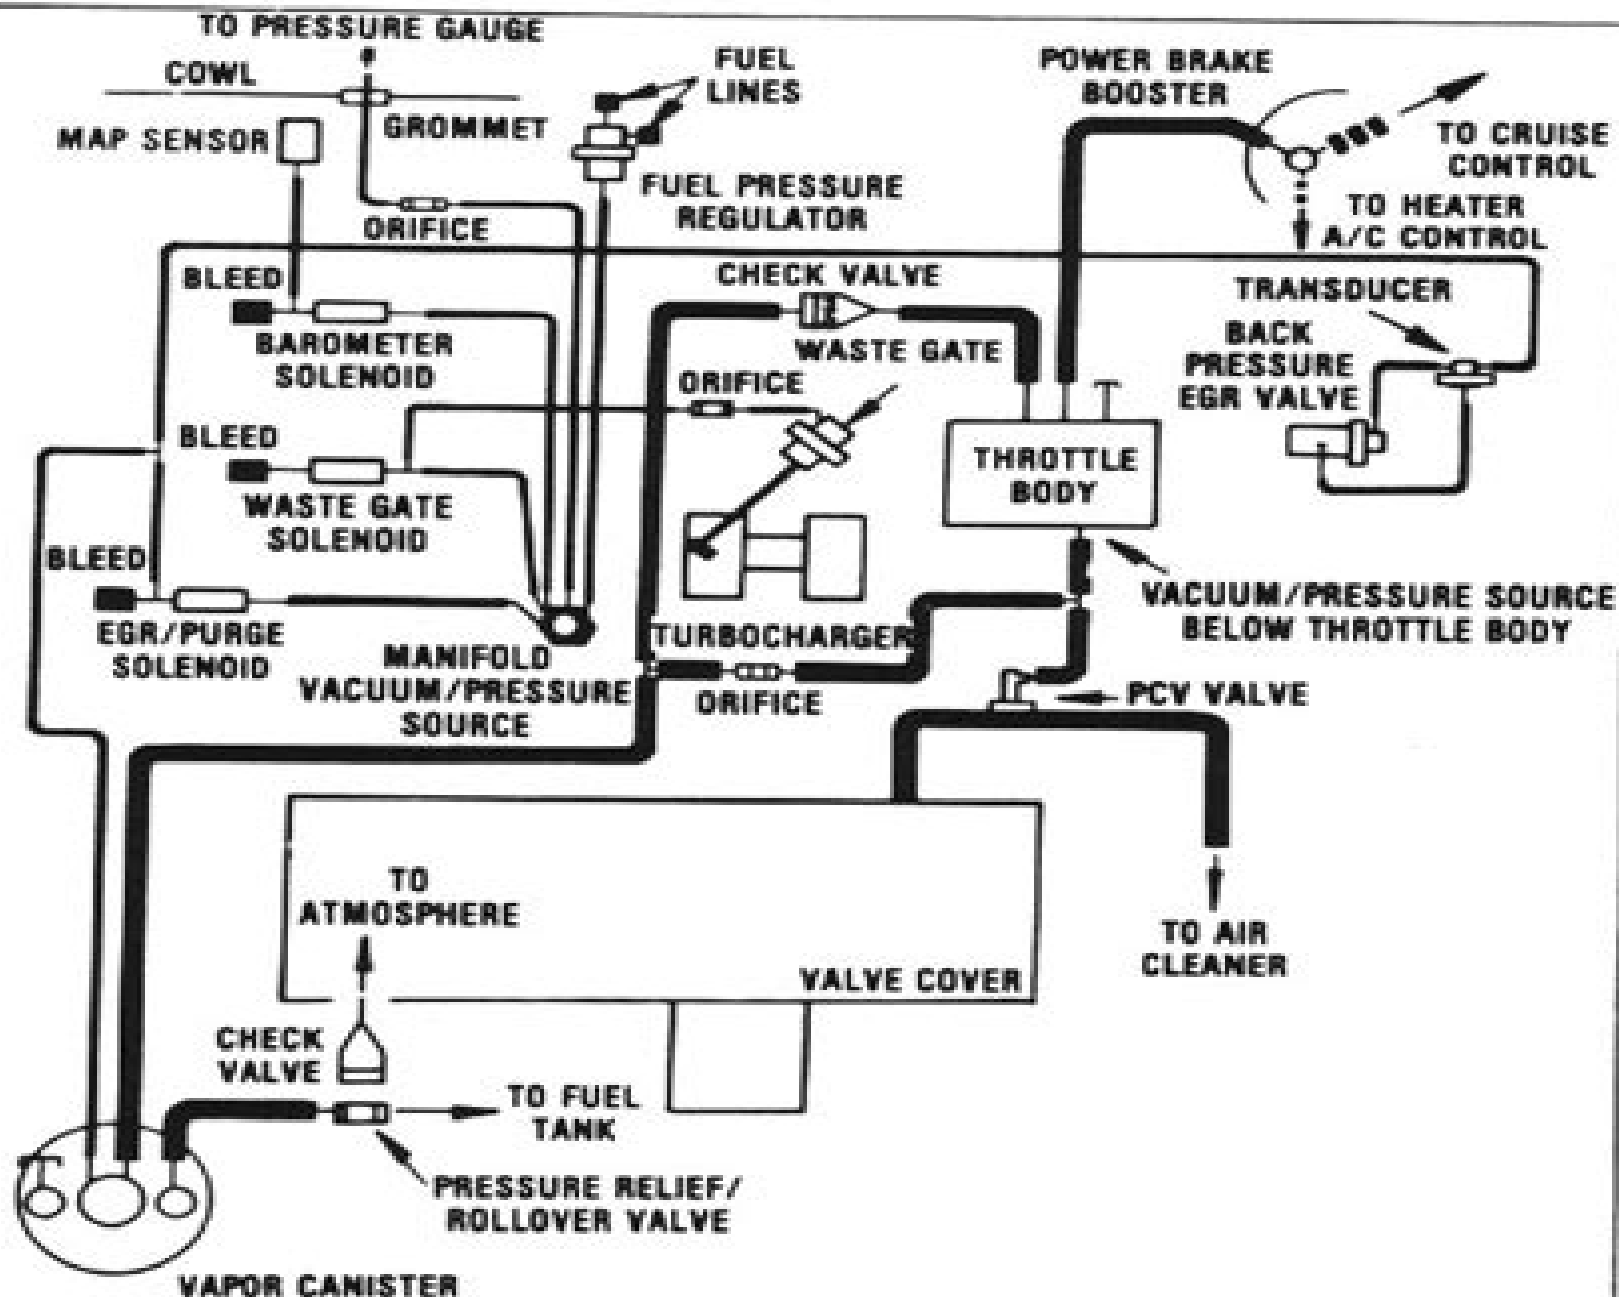 TO PRESSURE GAUGE
COWL
GROMMET
MAP SENSOR
FUEL
LINES
FUEL PRESSURE
REGULATOR
ORIFICE
POWER BRAKE
BOOSTER
TO CRUISE
CONTROL
TO HEATER
A/C CONTROL
BLEED
BAROMETER
SOLENOID
CHECK VALVE
WASTE GATE
ORIFICE
TRANSDUCER
BACK
PRESSURE
EGR VALVE
BLEED
WASTE GATE
SOLENOID
THROTTLE
BODY
BLEED
EGR/PURGE
SOLENOID
MANIFOLD
VACUUM/PRESSURE
SOURCE
TURBOCHARGER
ORIFICE
VACUUM/PRESSURE SOURCE
BELOW THROTTLE BODY
PCV VALVE
TO
ATMOSPHERE
VALVE COVER
TO AIR
CLEANER
CHECK
VALVE
TO FUEL
TANK
PRESSURE RELIEF/
ROLLOVER VALVE
VAPOR CANISTER